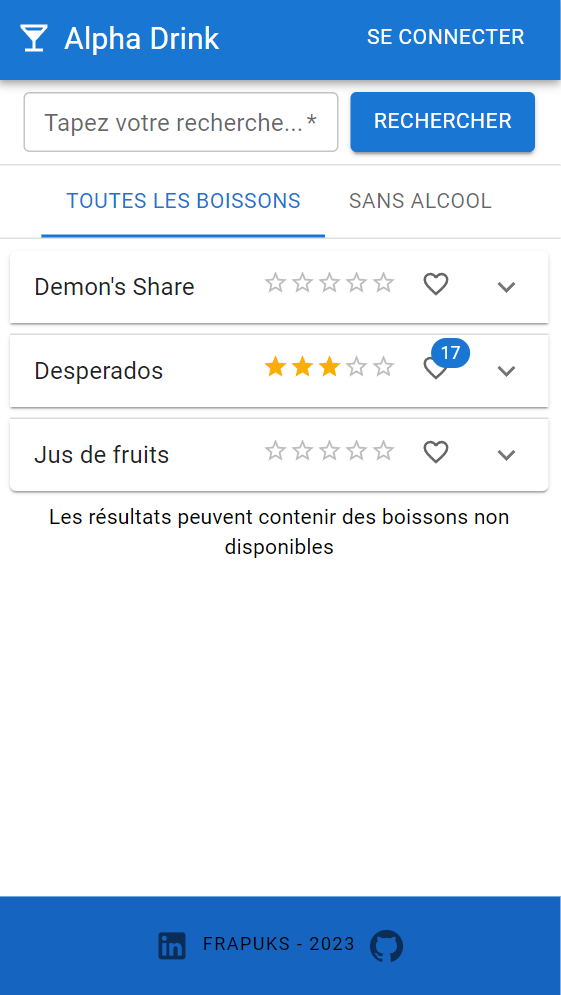 Alpha Drink
SE CONNECTER
Tapez votre recherche... *
RECHERCHER
TOUTES LES BOISSONS
SANS ALCOOL
Demon's Share
Desperados
17
Jus de fruits
Les résultats peuvent contenir des boissons non
disponibles
in FRAPUKS - 2023